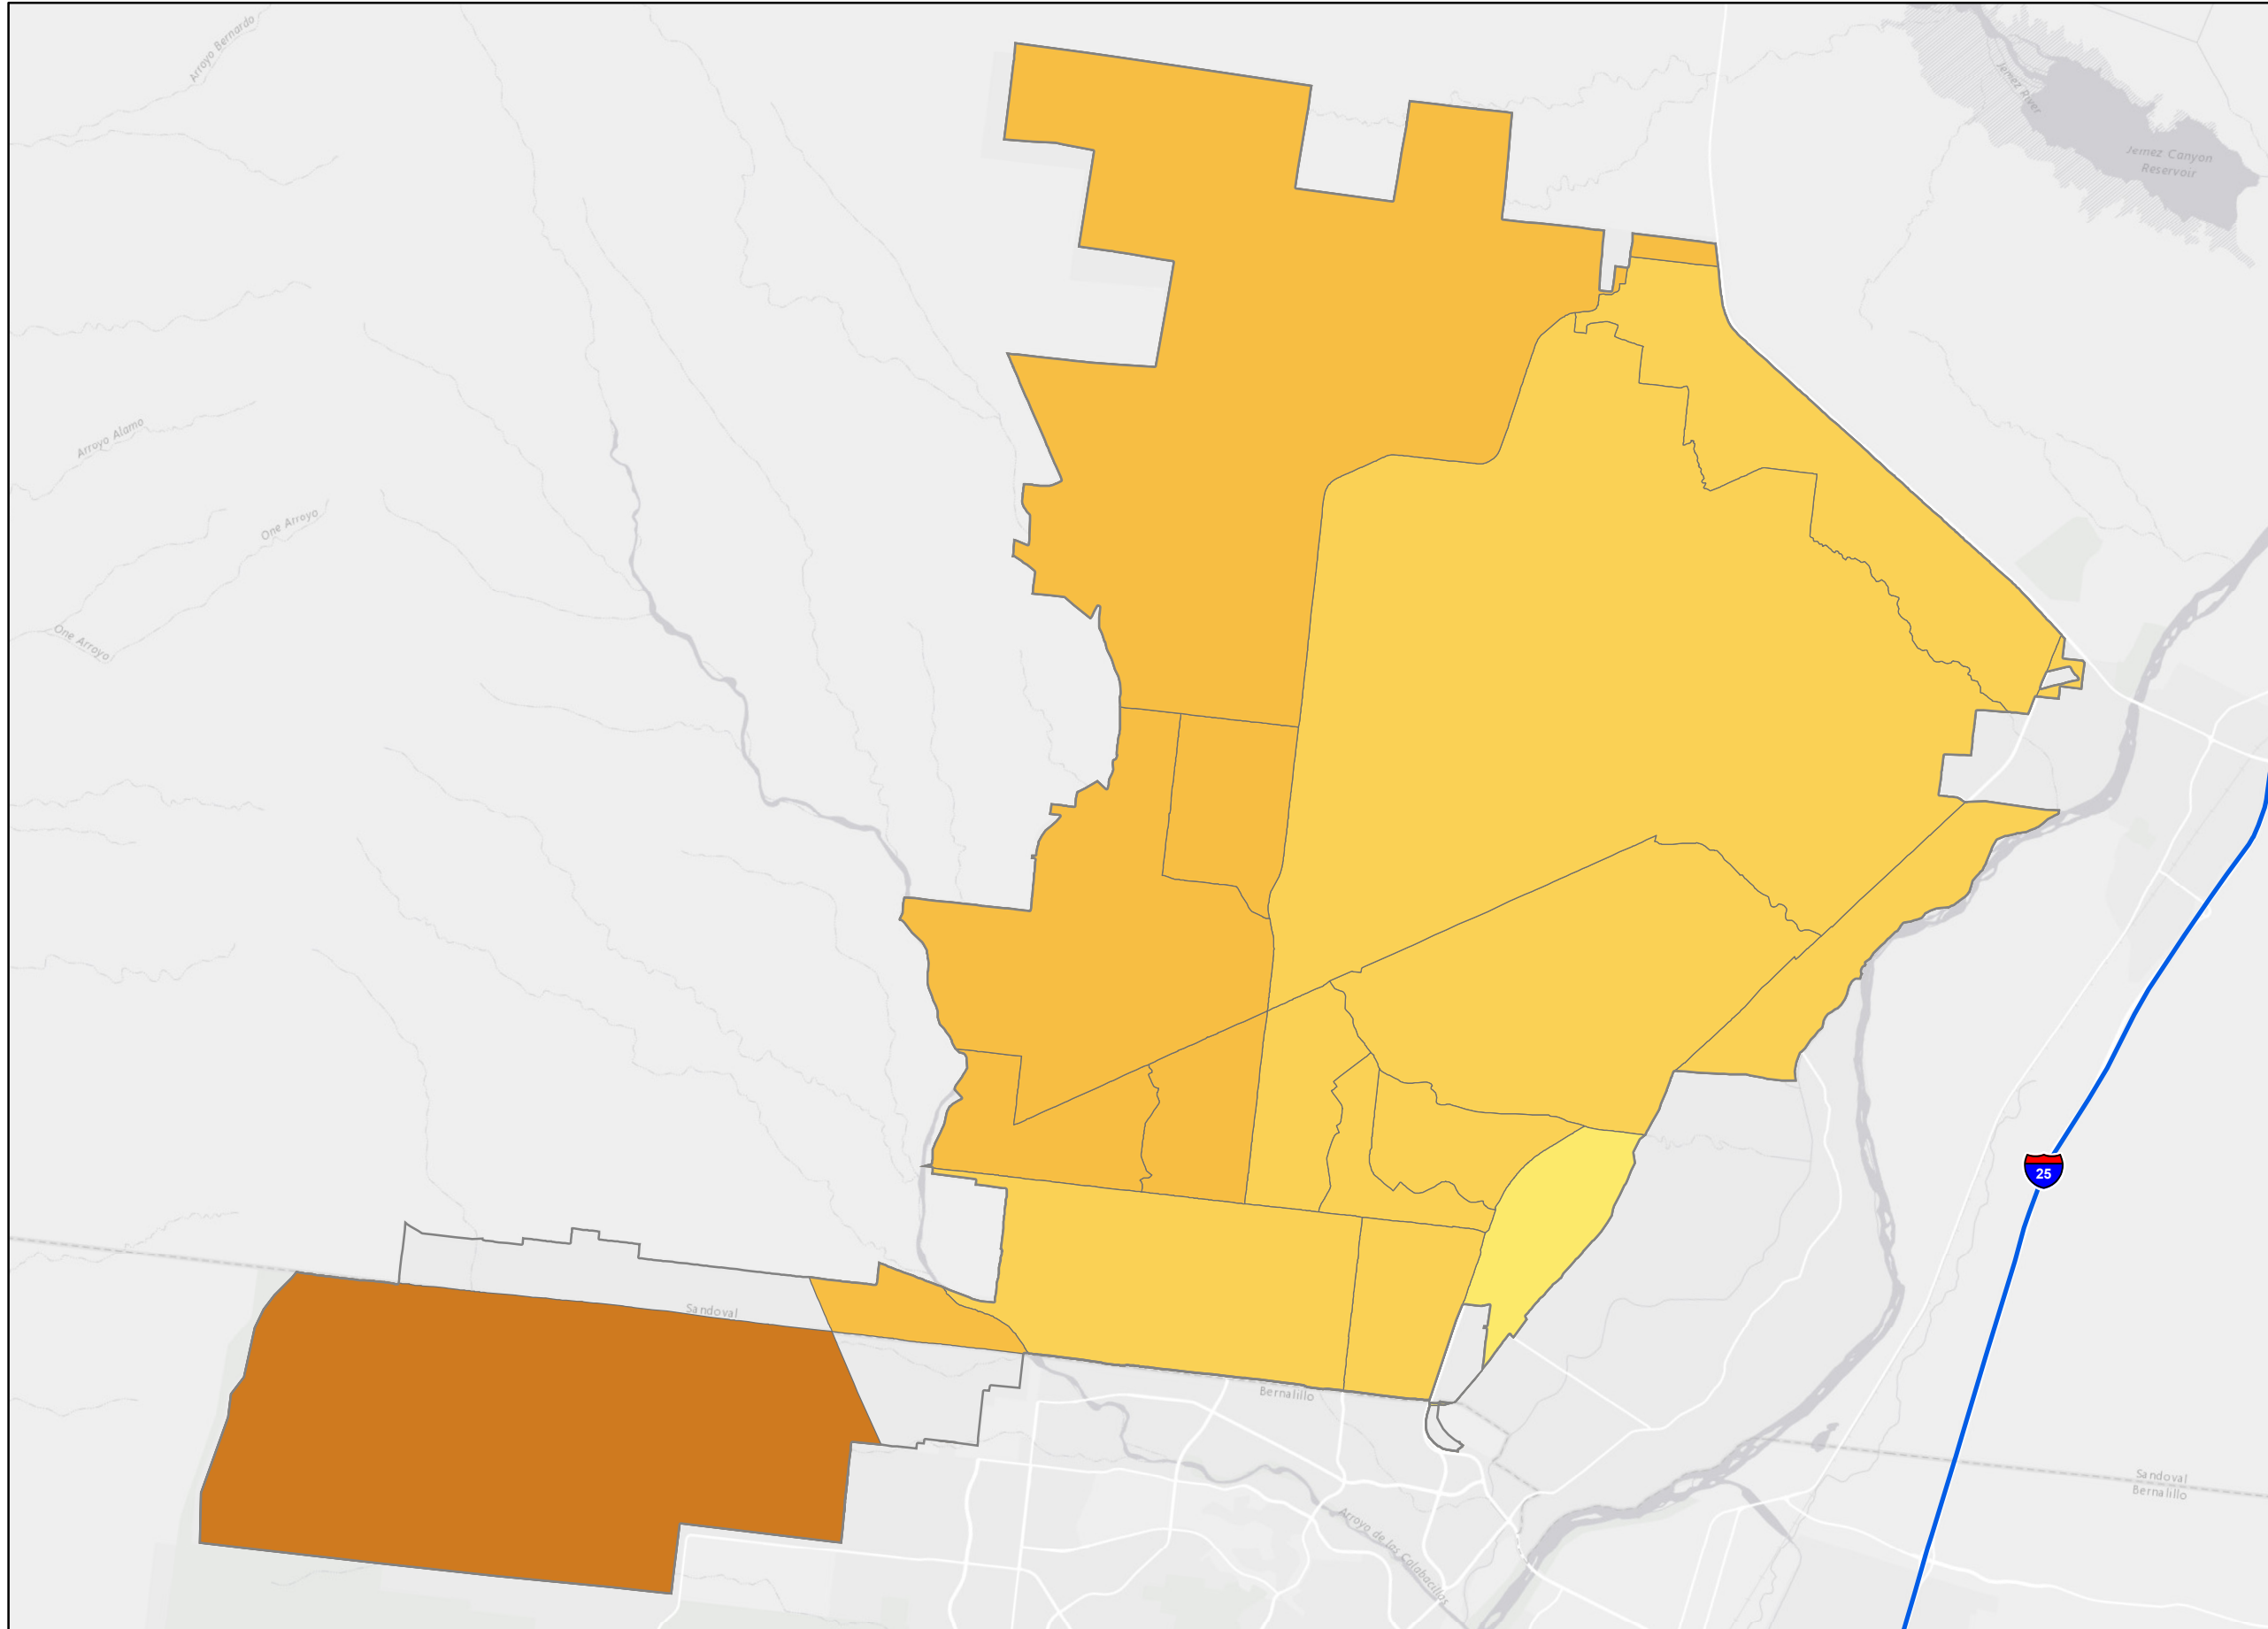 Arroyo Bernardo
Jemez River
Jemez Canyon
Reservoir
Arroyo Alamo
One Arroyo
One Arroyo
25
Sandoval
Bernalillo
Sandoval
Bernalillo
Arroyo de las Calabacillas